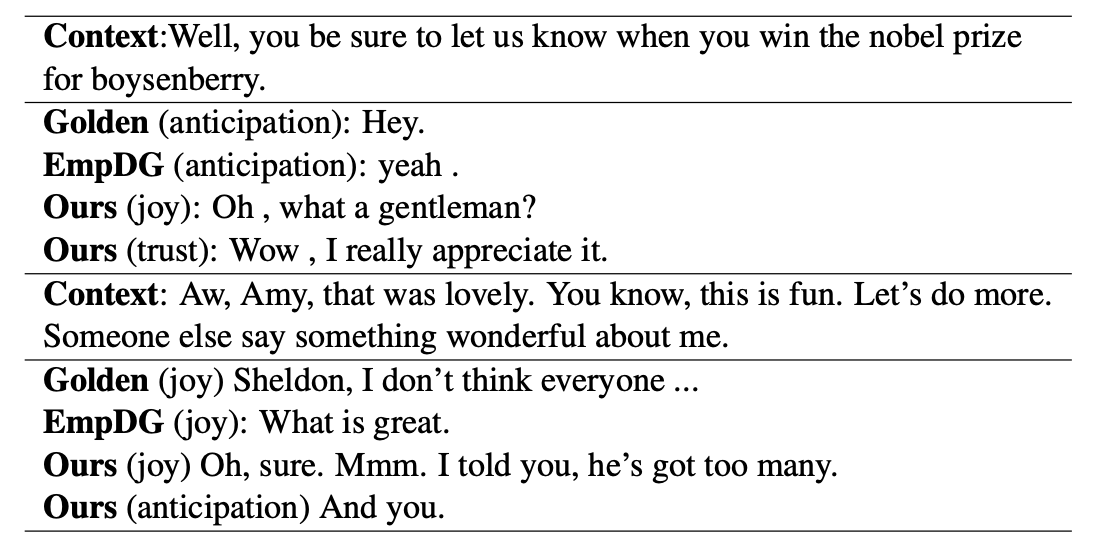 Context:Well, you be sure to let us know when you win the nobel prize
for boysenberry.
Golden (anticipation): Hey.
EmpDG (anticipation): yeah .
Ours (joy): Oh , what a gentleman?
Ours (trust): Wow , I really appreciate it.
Context: Aw, Amy, that was lovely. You know, this is fun. Let's do more.
Someone else say something wonderful about me.
Golden (joy) Sheldon, I don't think everyone ...
EmpDG (joy): What is great.
Ours (joy) Oh, sure. Mmm. I told you, he's got too many.
Ours (anticipation) And you.